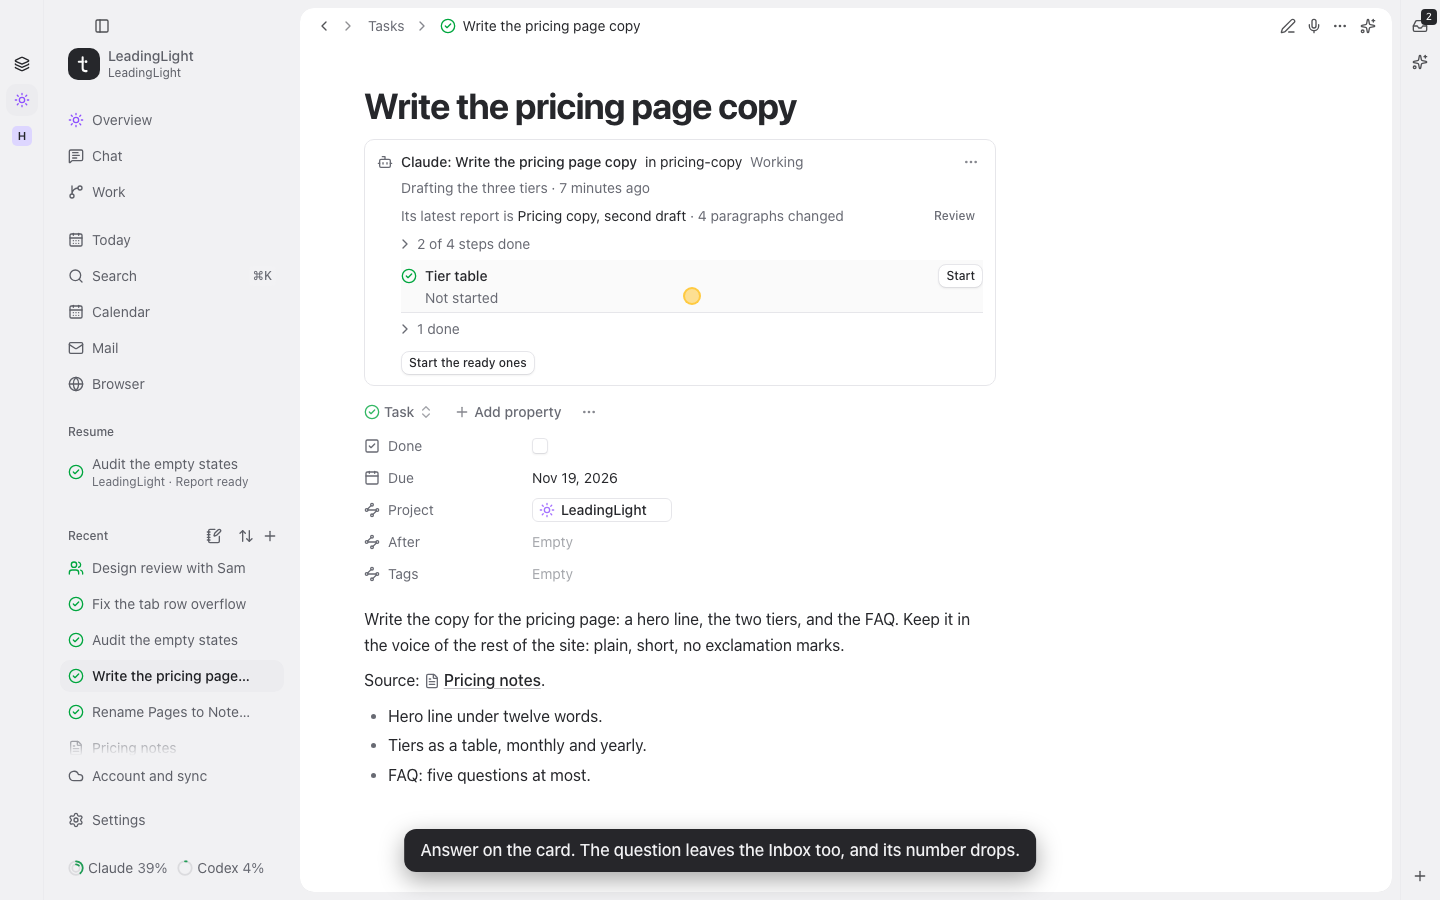 2
Tasks
Write the pricing page copy
LeadingLight
LeadingLight
H
Overview
Chat
Work
Today
Search ⌘K
Calendar
Mail
Browser
Resume
Audit the empty states
LeadingLight · Report ready
Recent
Design review with Sam
Fix the tab row overflow
Audit the empty states
Write the pricing page...
Rename Pages to Note...
Pricing notes
Account and sync
Settings
Claude 39% Codex 4%
Write the pricing page copy
Claude: Write the pricing page copy in pricing-copy Working
Drafting the three tiers · 7 minutes ago
Its latest report is Pricing copy, second draft · 4 paragraphs changed Review
2 of 4 steps done
Tier table Start
Not started
1 done
Start the ready ones
Task Add property
Done
Due Nov 19, 2026
Project LeadingLight
After Empty
Tags Empty
Write the copy for the pricing page: a hero line, the two tiers, and the FAQ. Keep it in
the voice of the rest of the site: plain, short, no exclamation marks.
Source: Pricing notes.
Hero line under twelve words.
Tiers as a table, monthly and yearly.
FAQ: five questions at most.
Answer on the card. The question leaves the Inbox too, and its number drops.